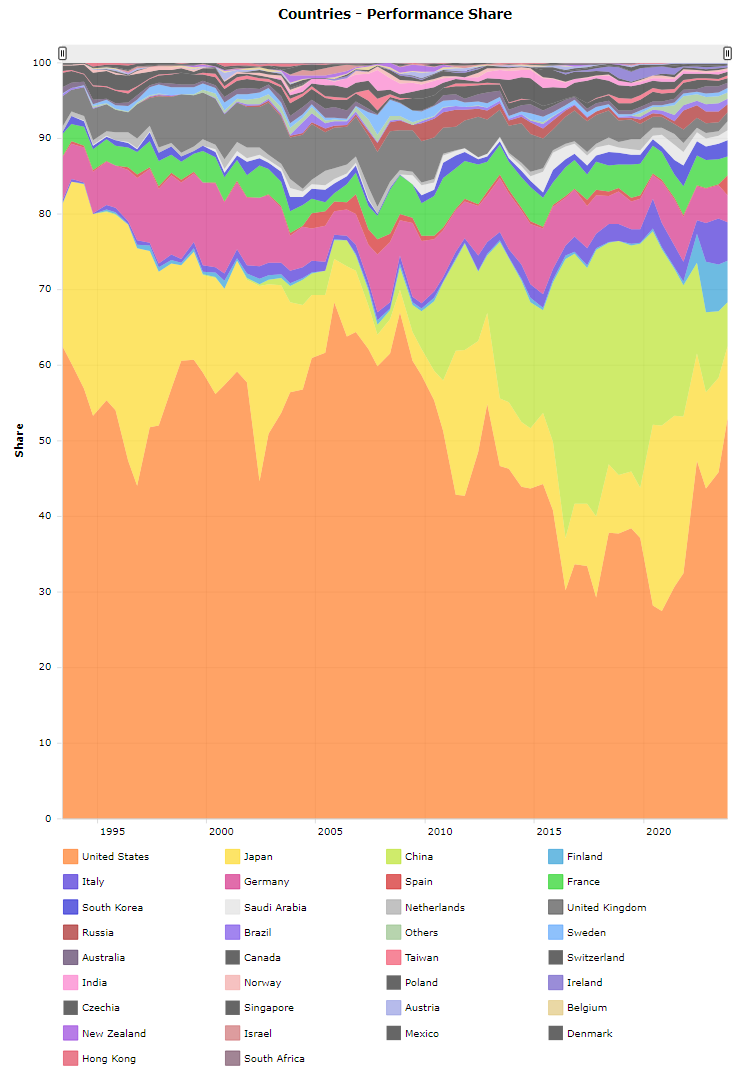 Countries - Performance Share
100
90
80
70
60
50
40
30
20
10
0
Share
1995 2000 2005 2010 2015 2020
United States Japan China Finland
Italy Germany Spain France
South Korea Saudi Arabia Netherlands United Kingdom
Russia Brazil Others Sweden
Australia Canada Taiwan Switzerland
India Norway Poland Ireland
Czechia Singapore Austria Belgium
New Zealand Israel Mexico Denmark
Hong Kong South Africa